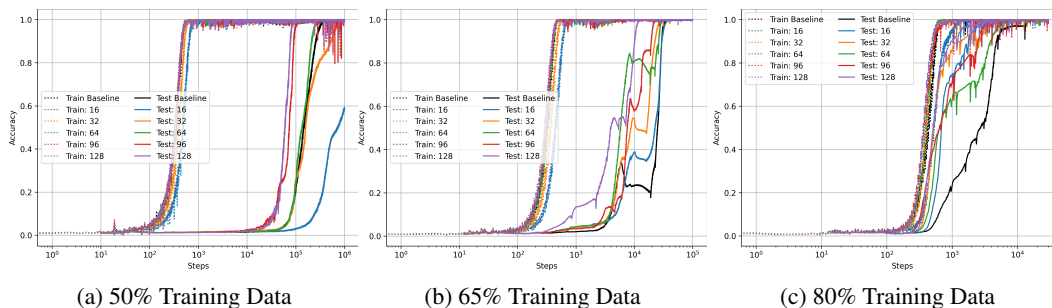 1.0
0.8
0.6
0.4
0.2
0.0
Accuracy
Train Baseline
Train: 16
Train: 32
Train: 64
Train: 96
Train: 128
Test Baseline
Test: 16
Test: 32
Test: 64
Test: 96
Test: 128
10⁰ 10¹ 10² 10³ 10⁴ 10⁵ 10⁶
Steps
(a) 50% Training Data
1.0
0.8
0.6
0.4
0.2
0.0
Accuracy
Train Baseline
Train: 16
Train: 32
Train: 64
Train: 96
Train: 128
Test Baseline
Test: 16
Test: 32
Test: 64
Test: 96
Test: 128
10⁰ 10¹ 10² 10³ 10⁴ 10⁵
Steps
(b) 65% Training Data
1.0
0.8
0.6
0.4
0.2
0.0
Accuracy
Train Baseline
Train: 16
Train: 32
Train: 64
Train: 96
Train: 128
Test Baseline
Test: 16
Test: 32
Test: 64
Test: 96
Test: 128
10⁰ 10¹ 10² 10³ 10⁴
Steps
(c) 80% Training Data